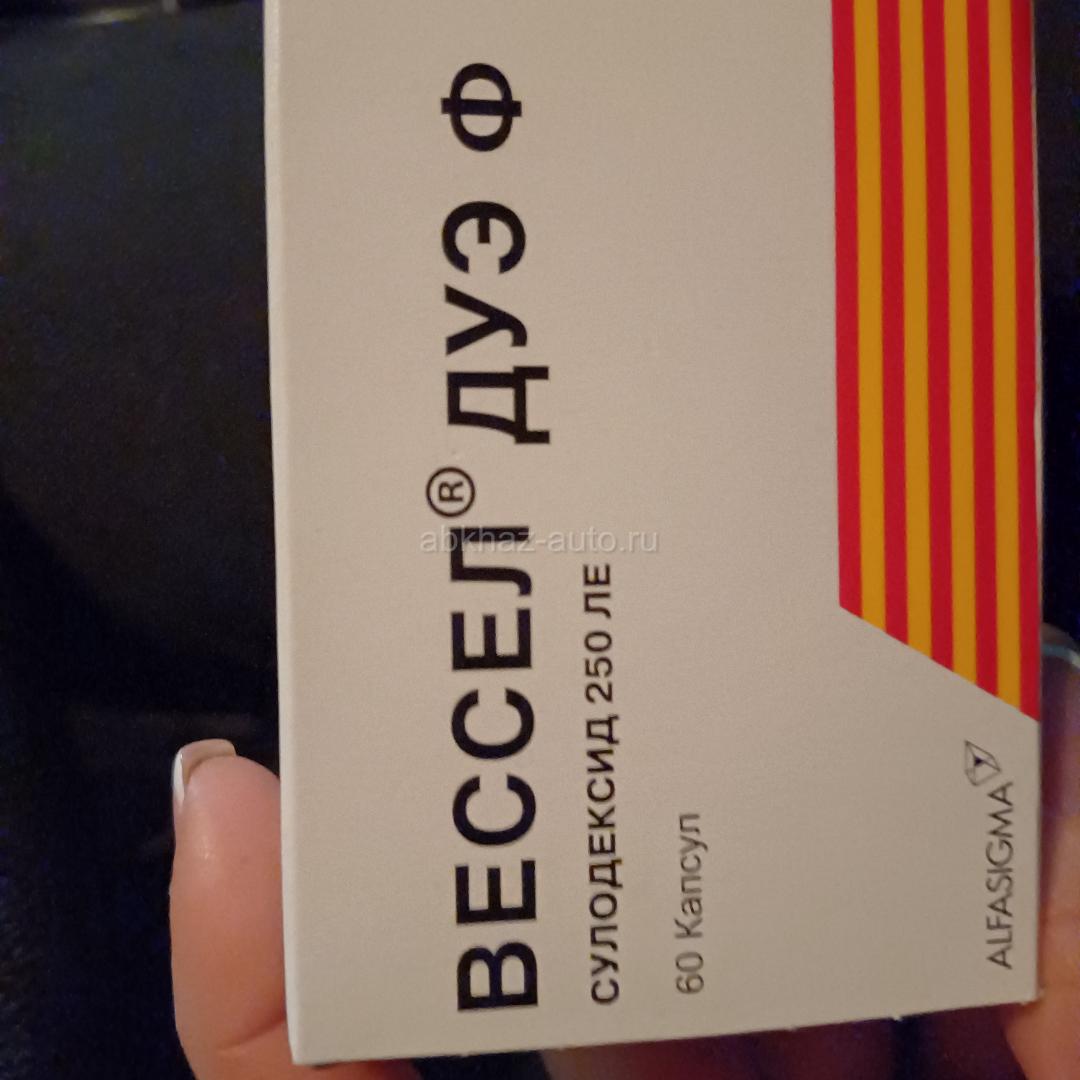 ВЕССЕЛ® ДУЭ Ф
СУЛОДЕКСИД 250 ЛЕ
60 Капсул
ALFASIGMA
abkhaz-auto.ru